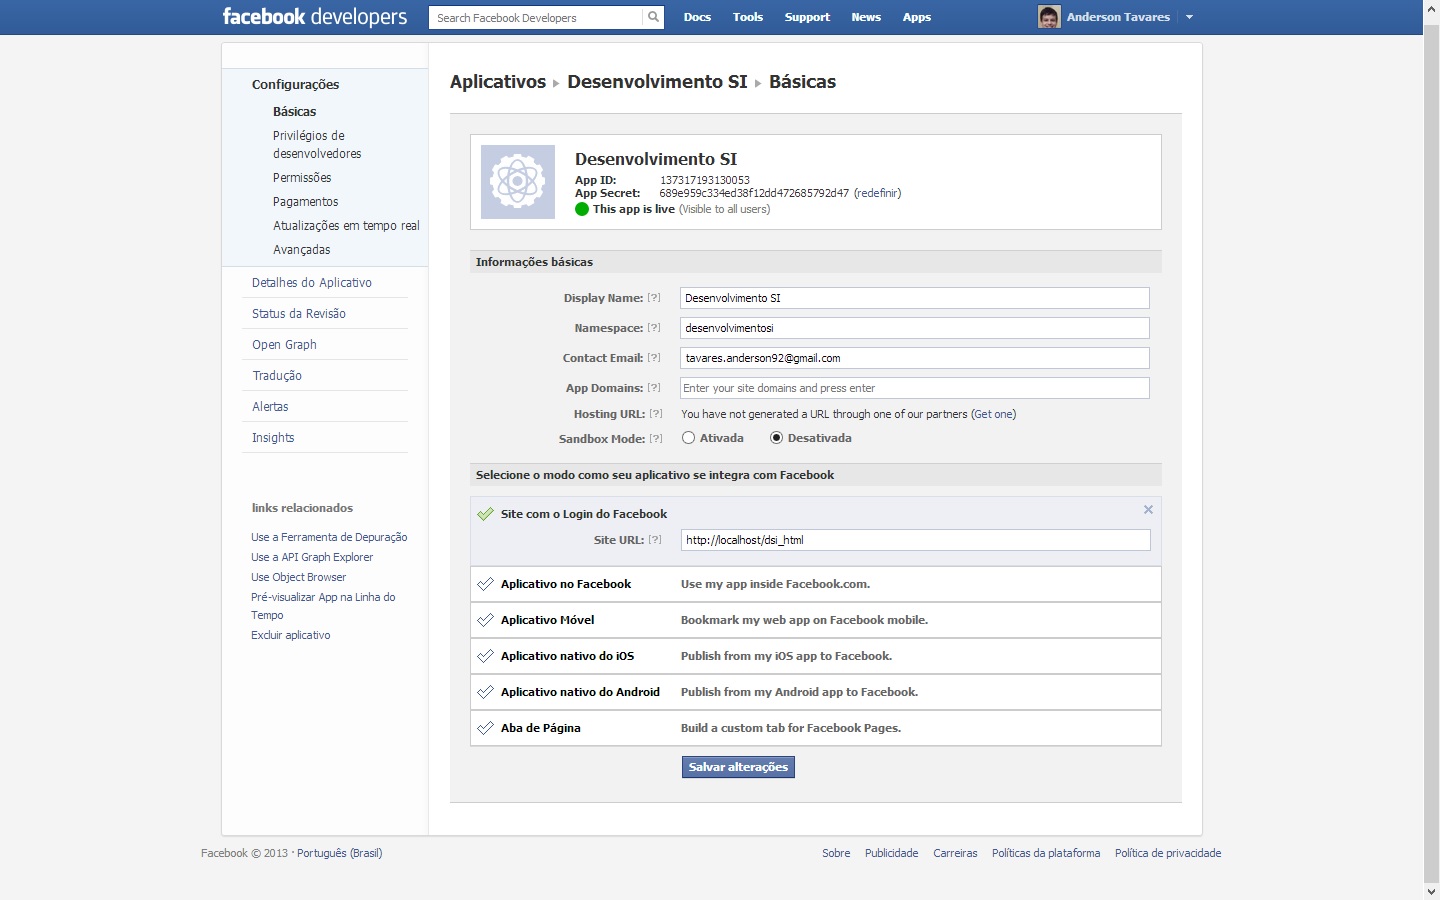 facebook developers
Search Facebook Developers
Docs Tools Support News Apps
Anderson Tavares
Configurações
Básicas
Privilégios de
desenvolvedores
Permissões
Pagamentos
Atualizações em tempo real
Avançadas
Detalhes do Aplicativo
Status da Revisão
Open Graph
Tradução
Alertas
Insights
links relacionados
Use a Ferramenta de Depuração
Use a API Graph Explorer
Use Object Browser
Pré-visualizar App na Linha do
Tempo
Excluir aplicativo
Aplicativos Desenvolvimento SI Básicas
Desenvolvimento SI
App ID: 137317193130053
App Secret: 689e959c334ed38f12dd472685792d47 (redefinir)
This app is live (Visible to all users)
Informações básicas
Display Name: [?] Desenvolvimento SI
Namespace: [?] desenvolvimentosi
Contact Email: [?] tavares.anderson92@gmail.com
App Domains: [?] Enter your site domains and press enter
Hosting URL: [?] You have not generated a URL through one of our partners (Get one)
Sandbox Mode: [?] Ativada Desativada
Selecione o modo como seu aplicativo se integra com Facebook
Site com o Login do Facebook
Site URL: [?] http://localhost/dsi_html
Aplicativo no Facebook Use my app inside Facebook.com.
Aplicativo Móvel Bookmark my web app on Facebook mobile.
Aplicativo nativo do iOS Publish from my iOS app to Facebook.
Aplicativo nativo do Android Publish from my Android app to Facebook.
Aba de Página Build a custom tab for Facebook Pages.
Salvar alterações
Facebook © 2013 · Português (Brasil)
Sobre Publicidade Carreiras Políticas da plataforma Política de privacidade